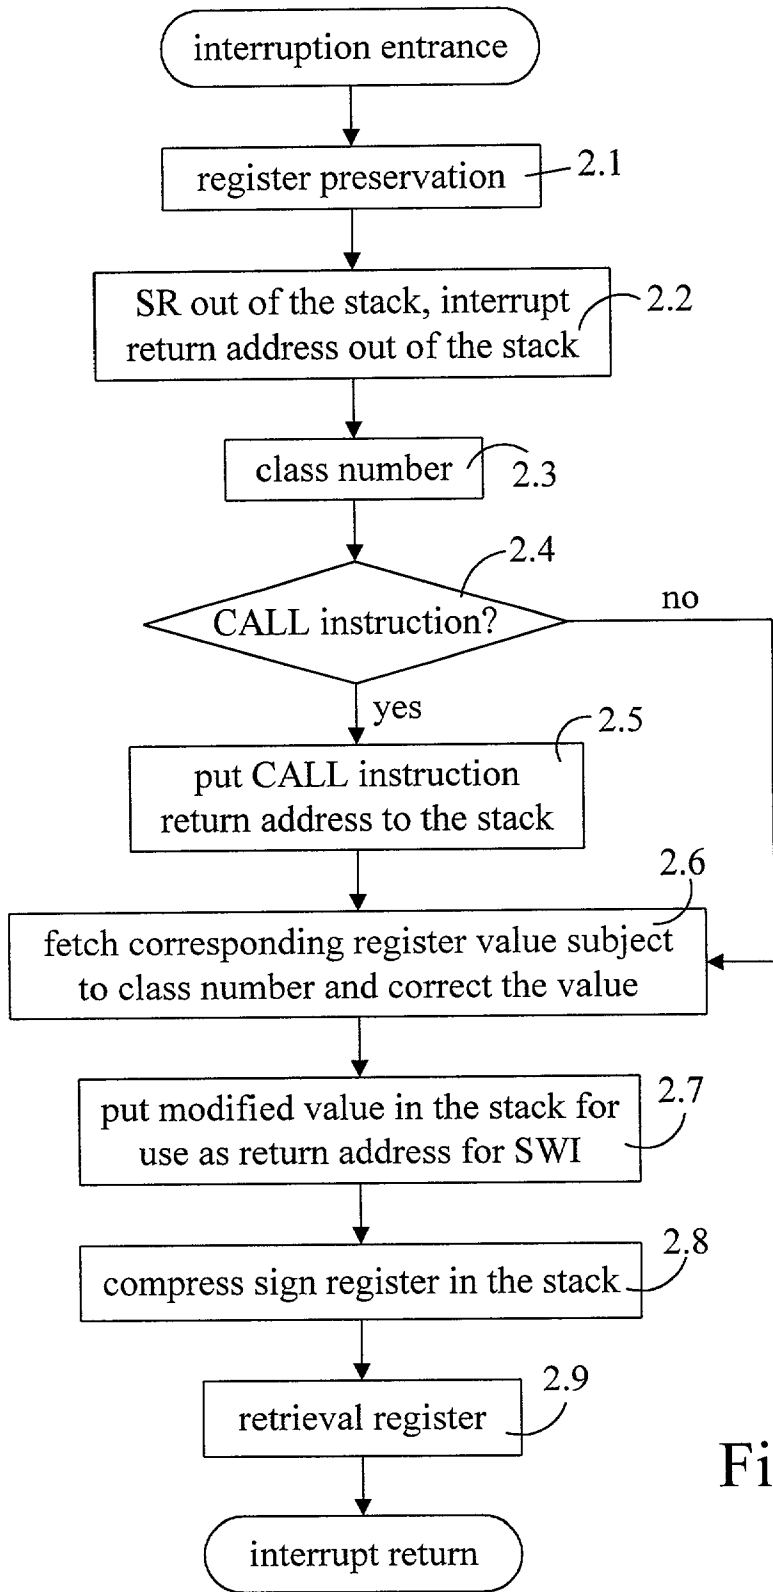 interruption entrance
register preservation
2.1
SR out of the stack, interrupt
return address out of the stack
2.2
class number
2.3
2.4
CALL instruction?
no
yes
2.5
put CALL instruction
return address to the stack
2.6
fetch corresponding register value subject
to class number and correct the value
put modified value in the stack for
use as return address for SWI
2.7
compress sign register in the stack
2.8
retrieval register
2.9
Fi
interrupt return